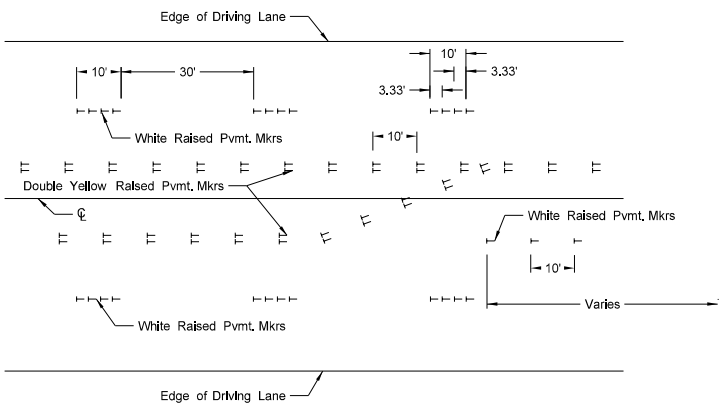 Edge of Driving Lane
10'
10'
30'
3.33'
3.33'
White Raised Pvmt. Mkrs
10'
Double Yellow Raised Pvmt. Mkrs
℄
White Raised Pvmt. Mkrs
10'
Varies
White Raised Pvmt. Mkrs
Edge of Driving Lane